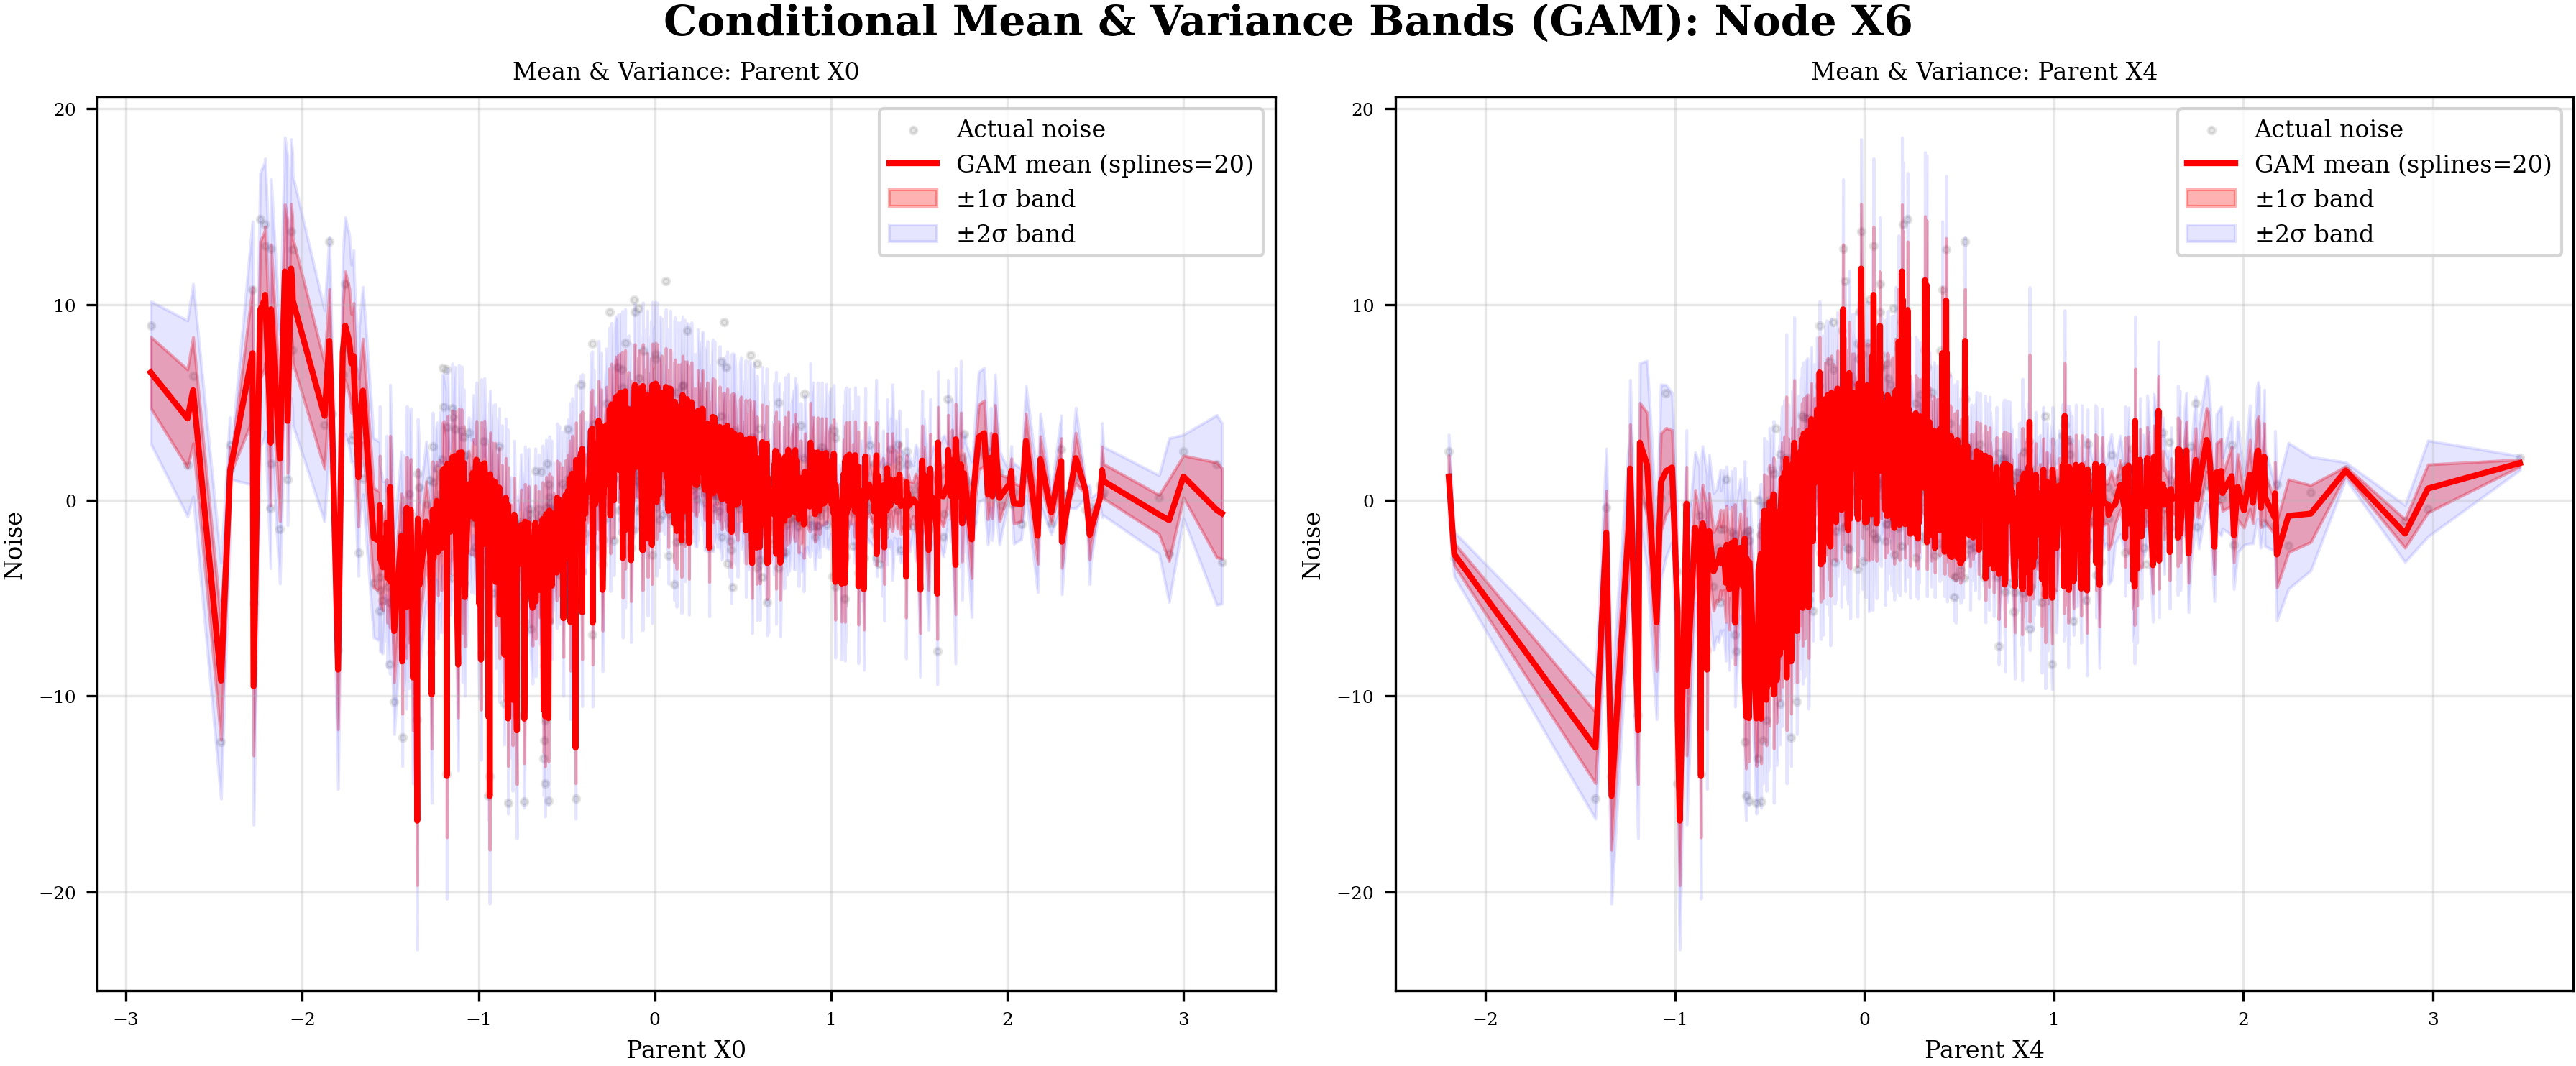 Conditional Mean & Variance Bands (GAM): Node X6
Mean & Variance: Parent X0
Noise
20
10
0
−10
−20
−3
−2
−1
0
1
2
3
Parent X0
Actual noise
GAM mean (splines=20)
±1σ band
±2σ band
Mean & Variance: Parent X4
Noise
20
10
0
−10
−20
−2
−1
0
1
2
3
Parent X4
Actual noise
GAM mean (splines=20)
±1σ band
±2σ band